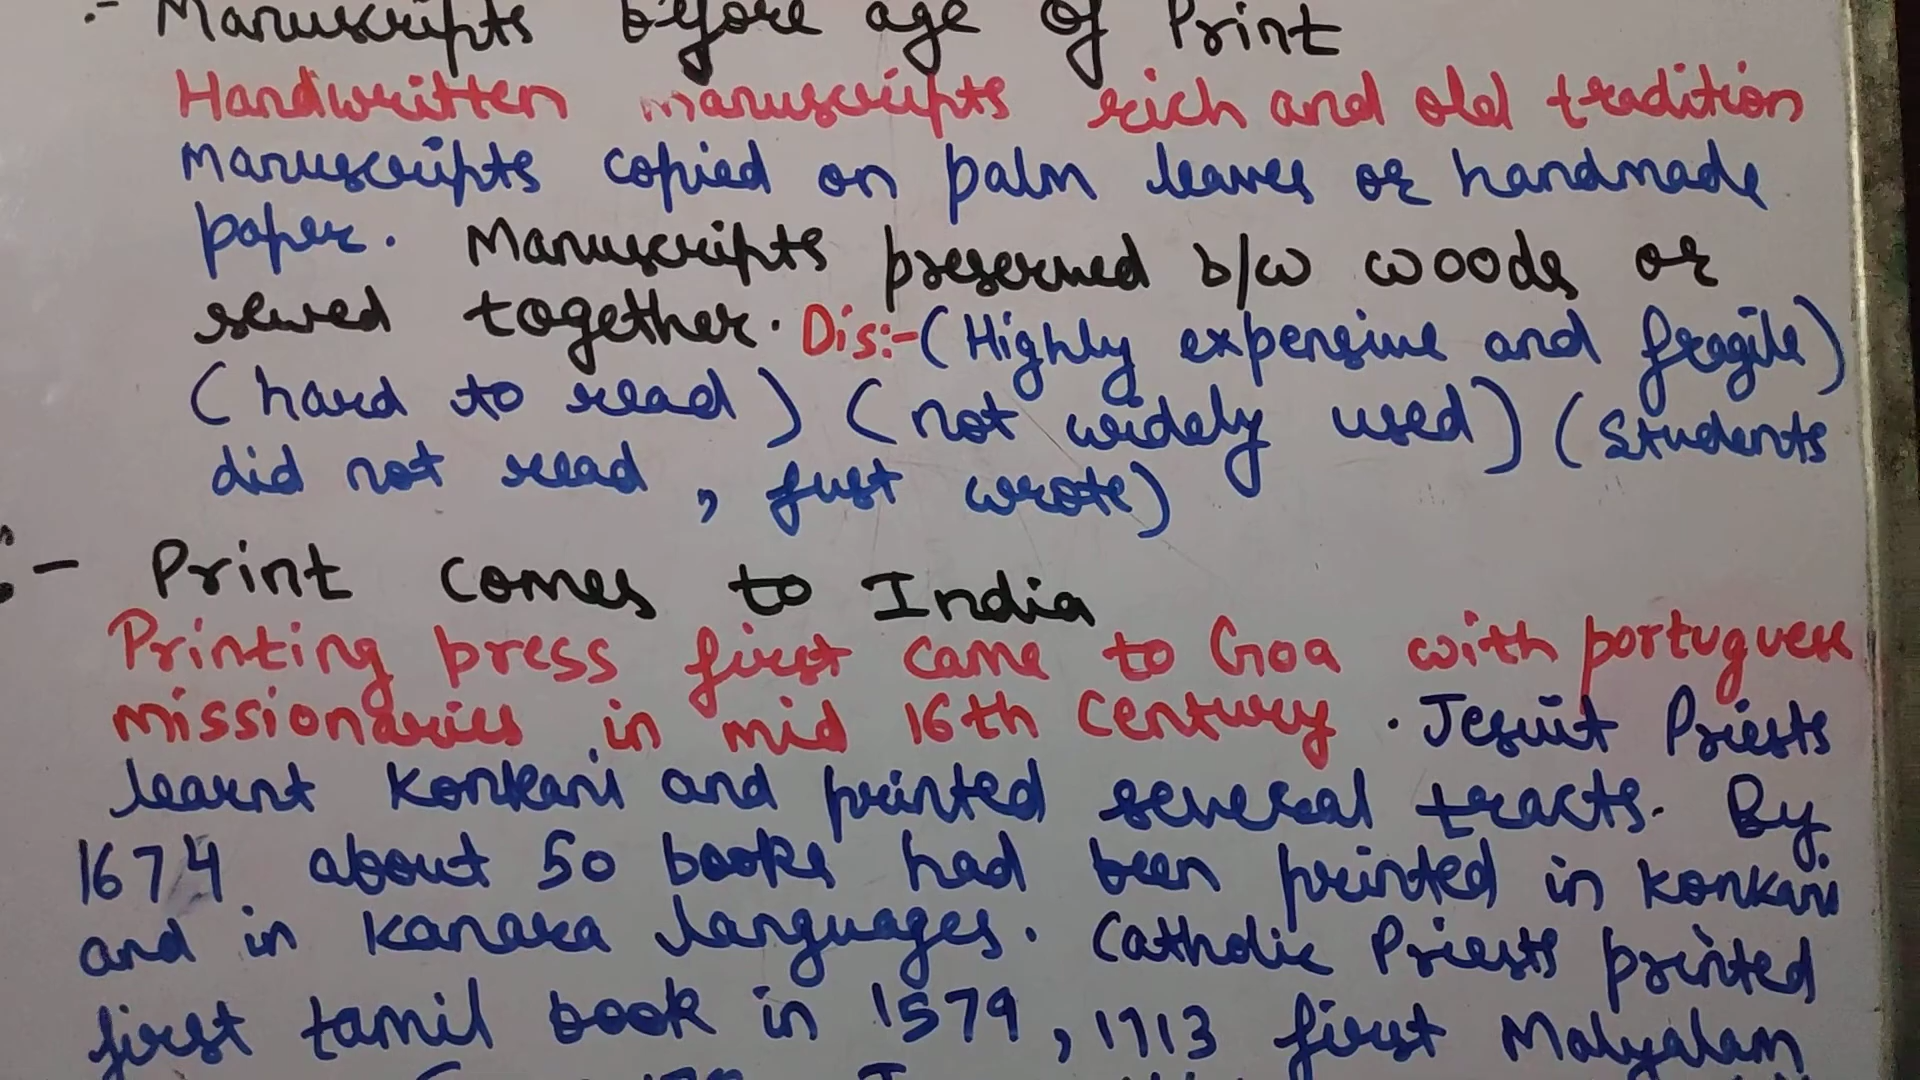 :- Manuscripts before age of Print
Handwritten manuscripts rich and old tradition
Manuscripts copied on palm leaves or handmade
paper. Manuscripts preserved b/w woods or
sewed together. Dis:- (Highly expensive and fragile)
(hard to read) (not widely used) (Students
did not read, just wrote)
:- Print comes to India
Printing press first came to Goa with portuguese
missionaries in mid 16th Century. Jesuit Priests
learnt Konkani and printed several tracts. By
1674 about 50 books had been printed in Konkani
and in Kanara languages. Catholic Priests printed
first tamil book in 1579, 1713 first Malyalam